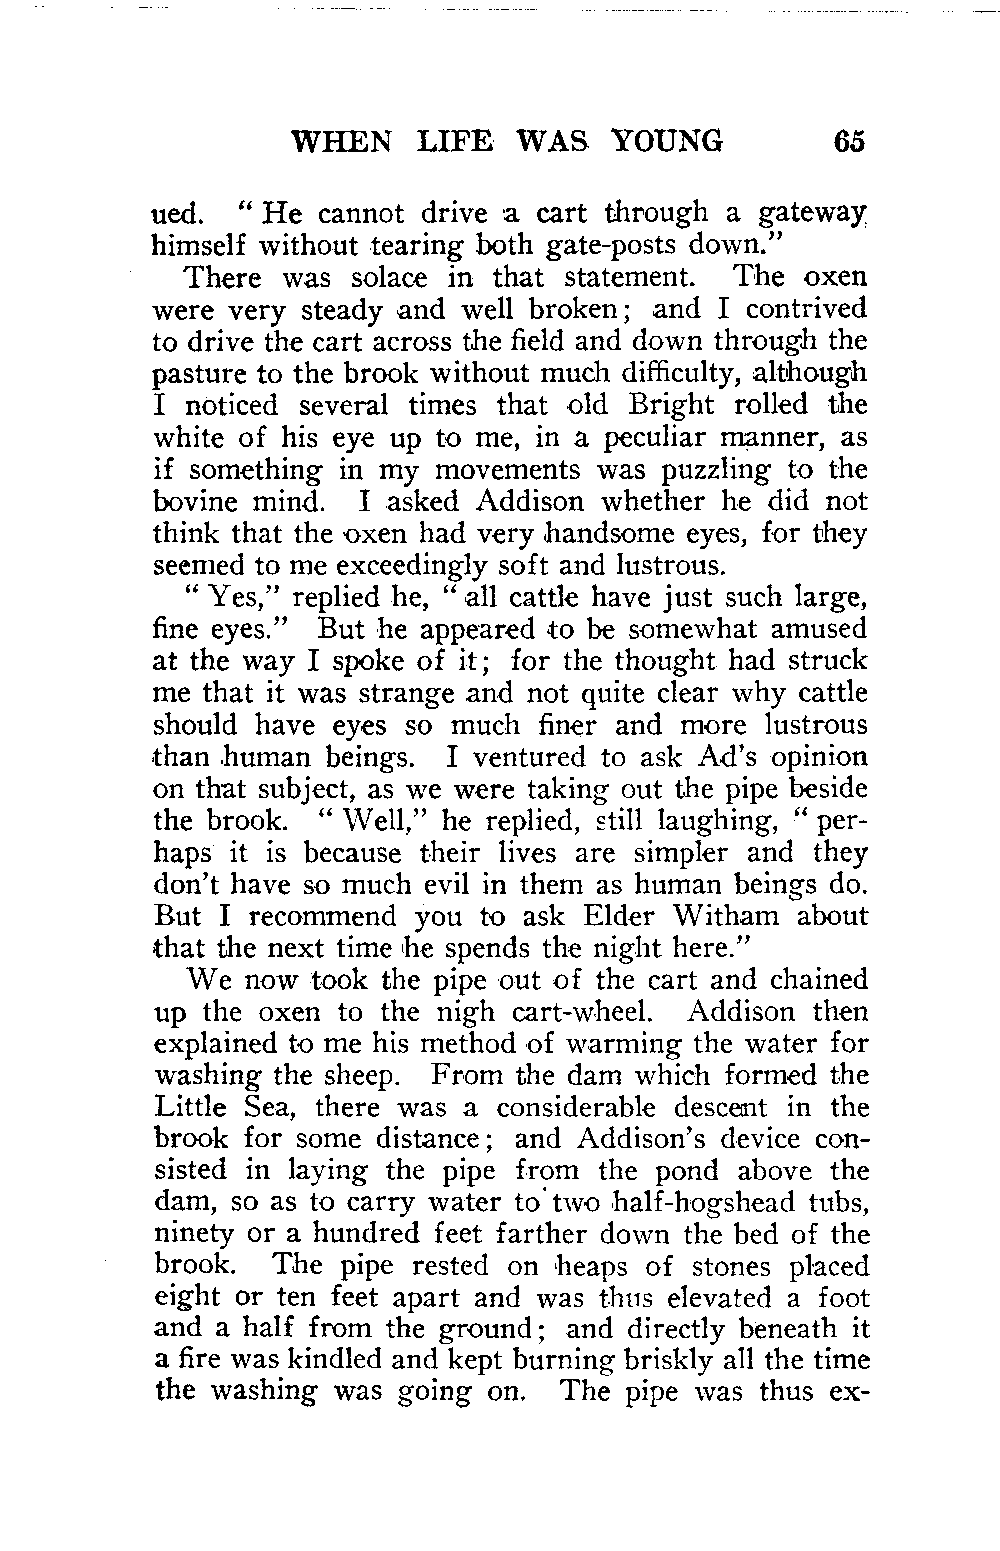 WHEN LIFE WAS YOUNG 65
ued. " He cannot drive a cart through a gateway
himself without tearing both gate-posts down."
There was solace in that statement. The oxen
were very steady and well broken; and I contrived
to drive the cart across the field and down through the
pasture to the brook without much difficulty, although
I noticed several times that old Bright rolled the
white of his eye up to me, in a peculiar manner, as
if something in my movements was puzzling to the
bovine mind. I asked Addison whether he did not
think that the oxen had very handsome eyes, for they
seemed to me exceedingly soft and lustrous.
" Yes," replied he, " all cattle have just such large,
fine eyes." But he appeared to be somewhat amused
at the way I spoke of it; for the thought had struck
me that it was strange and not quite clear why cattle
should have eyes so much finer and more lustrous
than human beings. I ventured to ask Ad's opinion
on that subject, as we were taking out the pipe beside
the brook. " Well," he replied, still laughing, " per-
haps it is because their lives are simpler and they
don't have so much evil in them as human beings do.
But I recommend you to ask Elder Witham about
that the next time he spends the night here."
We now took the pipe out of the cart and chained
up the oxen to the nigh cart-wheel. Addison then
explained to me his method of warming the water for
washing the sheep. From the dam which formed the
Little Sea, there was a considerable descent in the
brook for some distance; and Addison's device con-
sisted in laying the pipe from the pond above the
dam, so as to carry water to two half-hogshead tubs,
ninety or a hundred feet farther down the bed of the
brook. The pipe rested on heaps of stones placed
eight or ten feet apart and was thus elevated a foot
and a half from the ground; and directly beneath it
a fire was kindled and kept burning briskly all the time
the washing was going on. The pipe was thus ex-